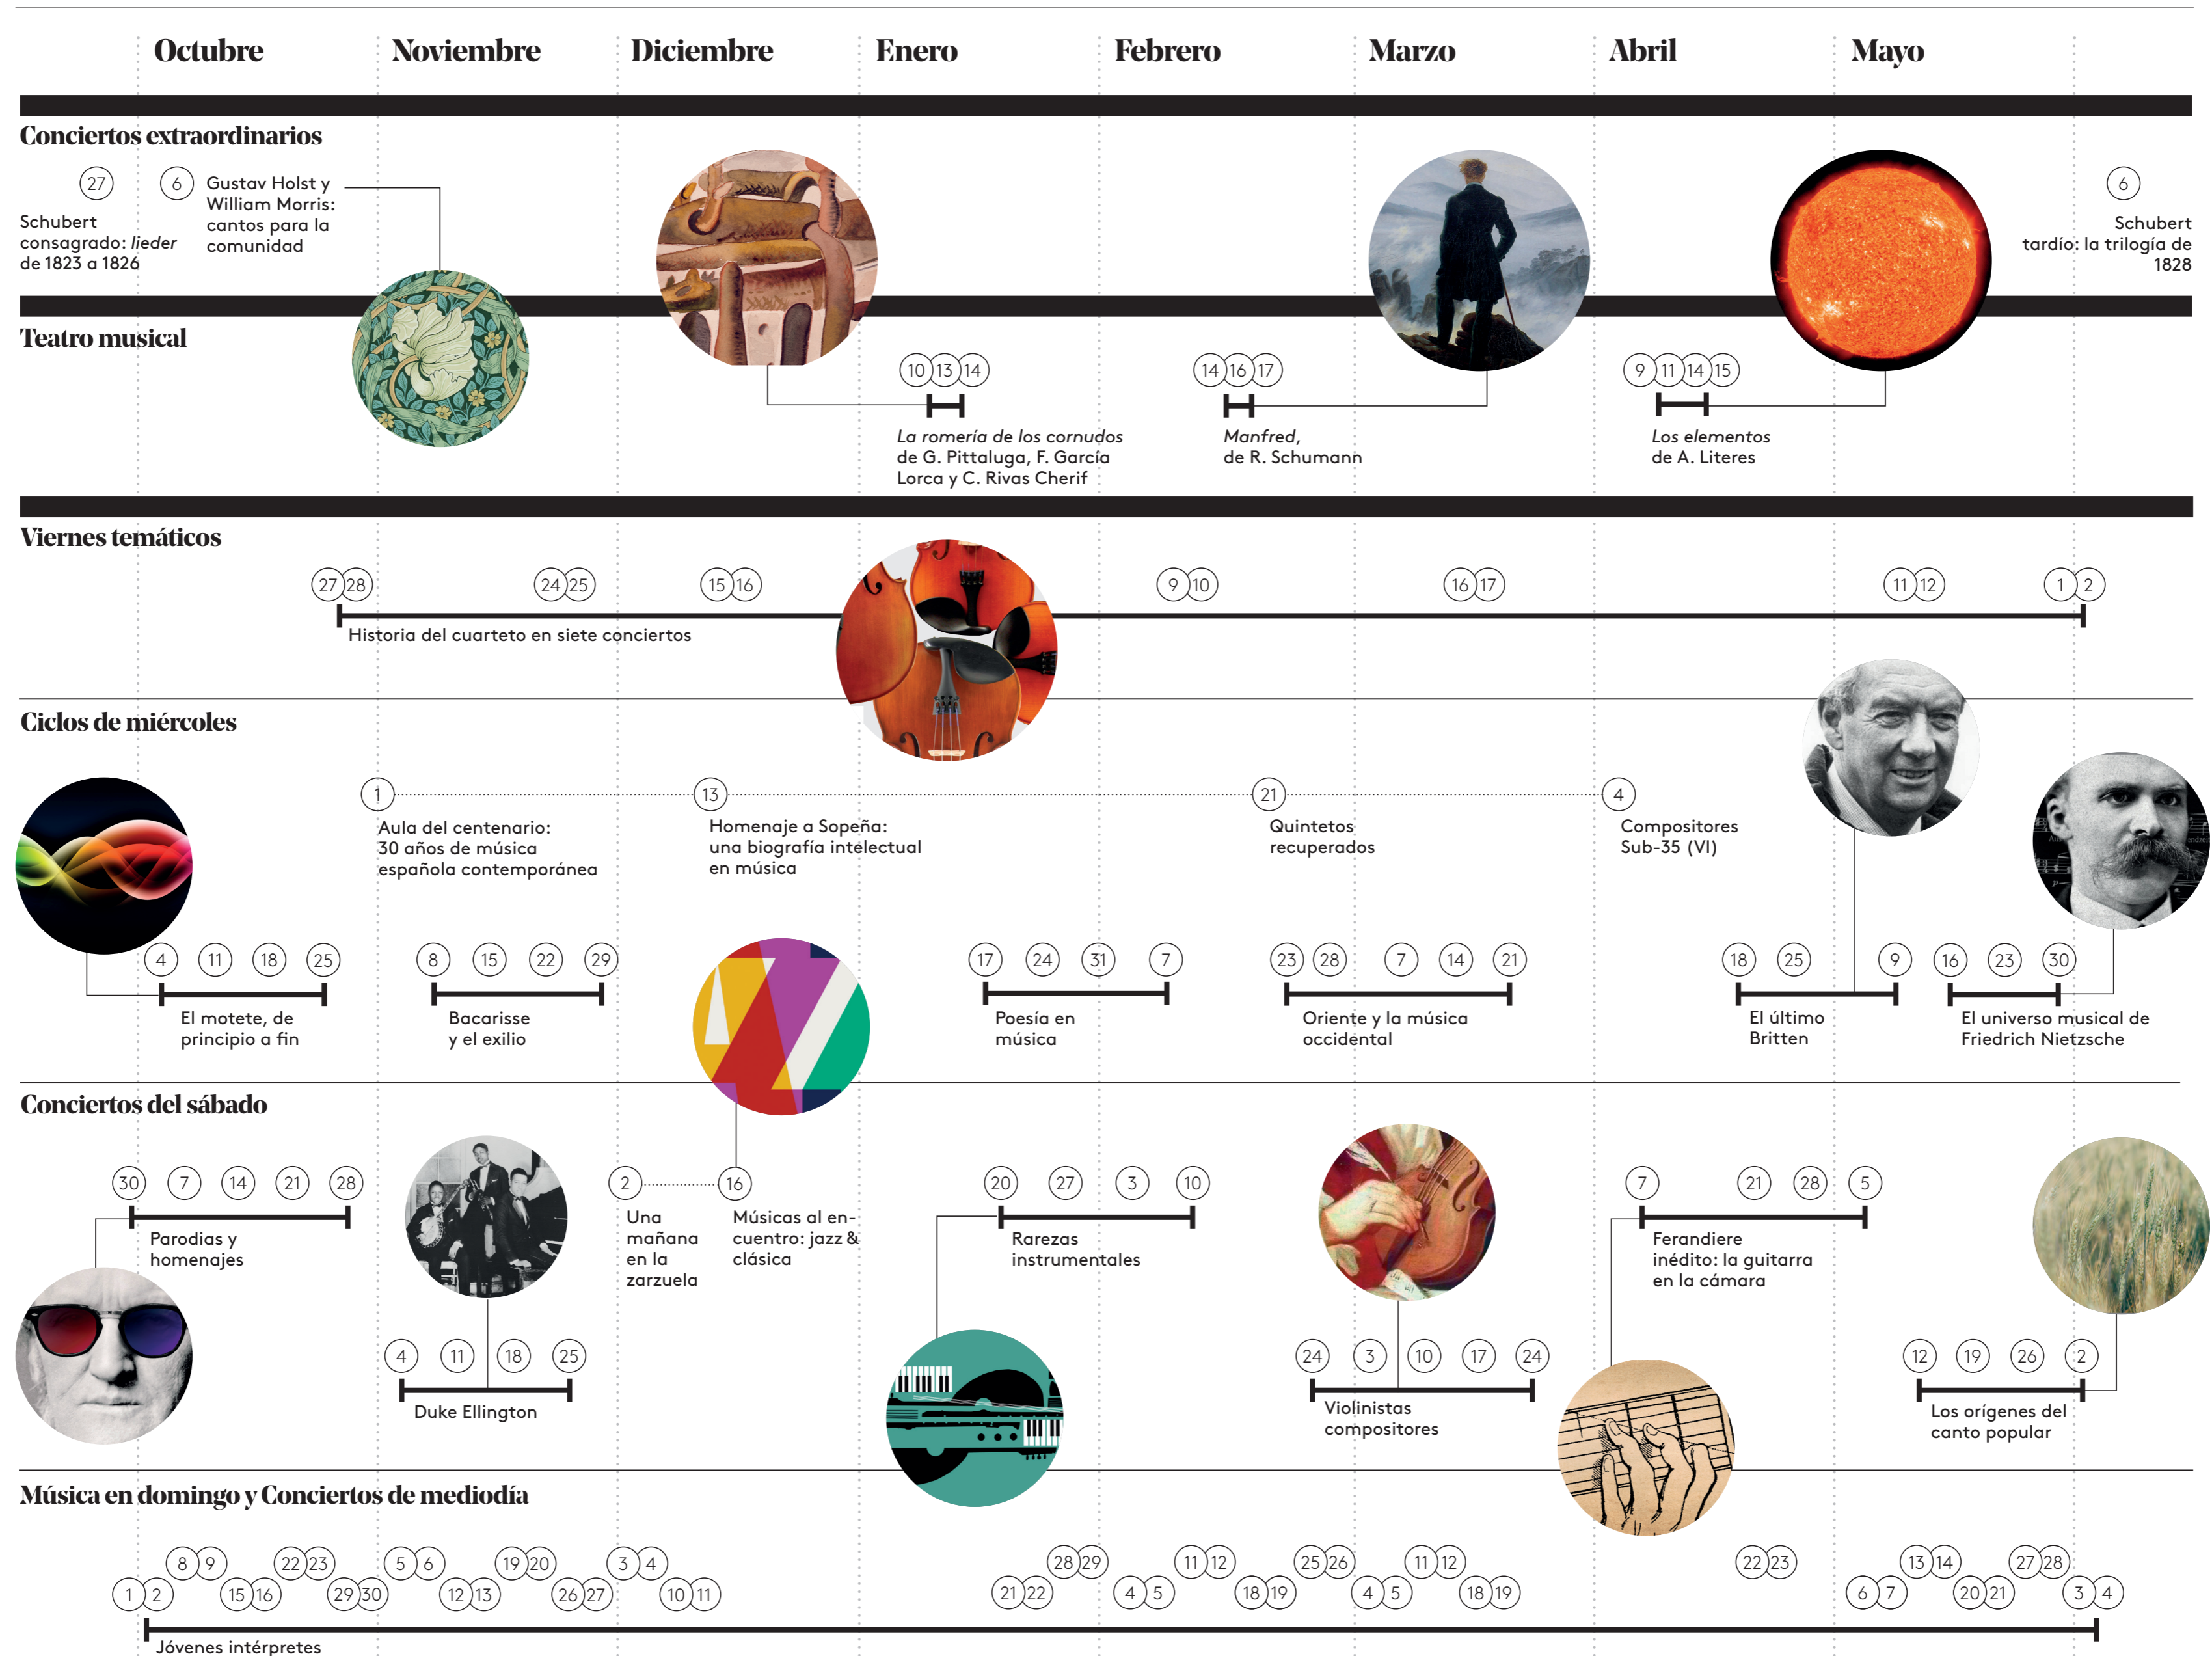 Octubre Noviembre Diciembre Enero Febrero Marzo Abril Mayo
Conciertos extraordinarios
27
Schubert
consagrado: lieder
de 1823 a 1826
6
Gustav Holst y
William Morris:
cantos para la
comunidad
6
Schubert
tardío: la trilogía de
1828
Teatro musical
10 13 14
La romería de los cornudos
de G. Pittaluga, F. García
Lorca y C. Rivas Cherif
14 16 17
Manfred,
de R. Schumann
9 11 14 15
Los elementos
de A. Literes
Viernes temáticos
27 28 24 25 15 16 9 10 16 17 11 12 1 2
Historia del cuarteto en siete conciertos
Ciclos de miércoles
1
Aula del centenario:
30 años de música
española contemporánea
13
Homenaje a Sopeña:
una biografía intelectual
en música
21
Quintetos
recuperados
4
Compositores
Sub-35 (VI)
4 11 18 25
El motete, de
principio a fin
8 15 22 29
Bacarisse
y el exilio
17 24 31 7
Poesía en
música
23 28 7 14 21
Oriente y la música
occidental
18 25 9
El último
Britten
16 23 30
El universo musical de
Friedrich Nietzsche
Conciertos del sábado
30 7 14 21 28
Parodias y
homenajes
4 11 18 25
Duke Ellington
2
Una
mañana
en la
zarzuela
16
Músicas al en-
cuentro: jazz &
clásica
20 27 3 10
Rarezas
instrumentales
24 3 10 17 24
Violinistas
compositores
7 21 28 5
Ferandiere
inédito: la guitarra
en la cámara
12 19 26 2
Los orígenes del
canto popular
Música en domingo y Conciertos de mediodía
8 9 22 23 5 6 19 20 3 4 28 29 11 12 25 26 11 12 22 23 13 14 27 28
1 2 15 16 29 30 12 13 26 27 10 11 21 22 4 5 18 19 4 5 18 19 6 7 20 21 3 4
Jóvenes intérpretes